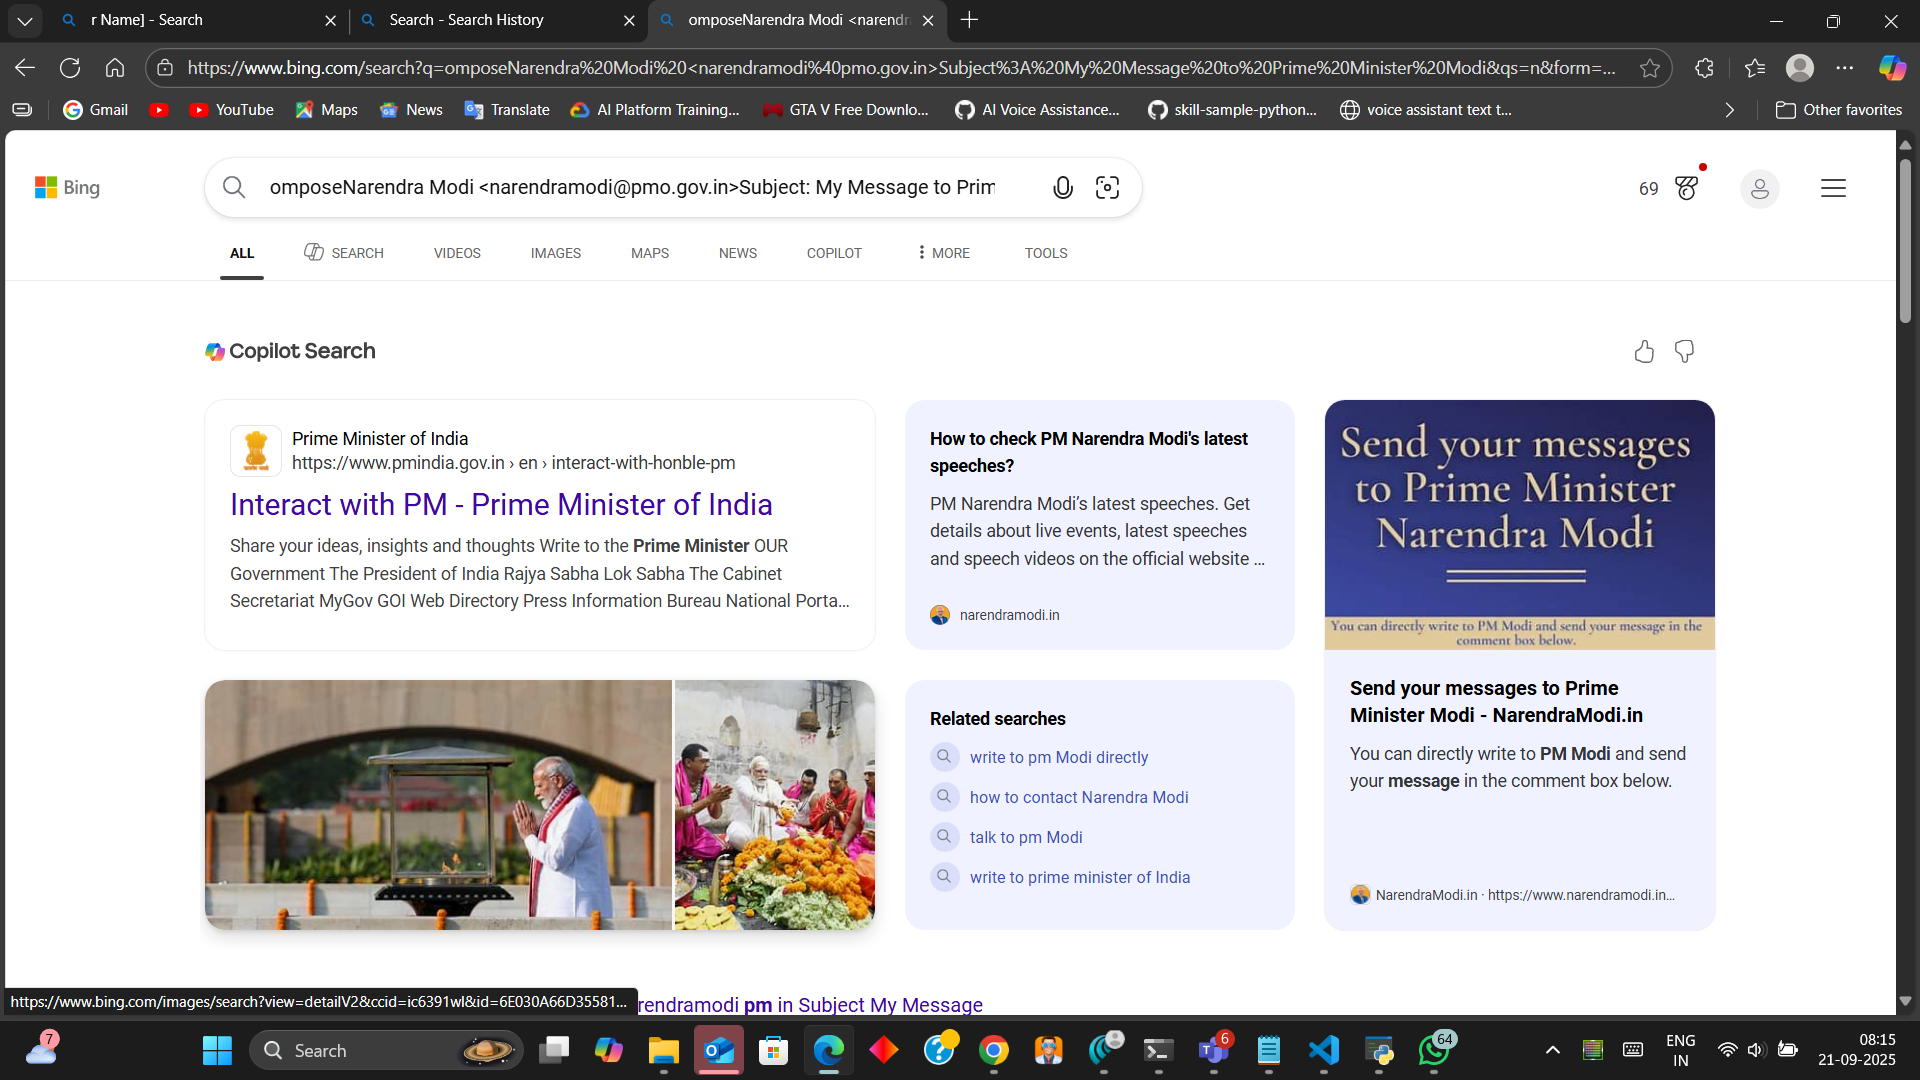 r Name] - Search
Search - Search History
omposeNarendra Modi <narendr
https://www.bing.com/search?q=omposeNarendra%20Modi%20<narendramodi%40pmo.gov.in>Subject%3A%20My%20Message%20to%20Prime%20Minister%20Modi&qs=n&form=...
Gmail
YouTube
Maps
News
Translate
AI Platform Training...
GTA V Free Downlo...
AI Voice Assistance...
skill-sample-python...
voice assistant text t...
Other favorites
Bing
omposeNarendra Modi <narendramodi@pmo.gov.in>Subject: My Message to Prim
69
ALL
SEARCH
VIDEOS
IMAGES
MAPS
NEWS
COPILOT
MORE
TOOLS
Copilot Search
Prime Minister of India
https://www.pmindia.gov.in › en › interact-with-honble-pm
Interact with PM - Prime Minister of India
Share your ideas, insights and thoughts Write to the Prime Minister OUR
Government The President of India Rajya Sabha Lok Sabha The Cabinet
Secretariat MyGov GOI Web Directory Press Information Bureau National Porta...
How to check PM Narendra Modi's latest
speeches?
PM Narendra Modi's latest speeches. Get
details about live events, latest speeches
and speech videos on the official website ...
narendramodi.in
Send your messages
to Prime Minister
Narendra Modi
You can directly write to PM Modi and send your message in the
comment box below.
Send your messages to Prime
Minister Modi - NarendraModi.in
You can directly write to PM Modi and send
your message in the comment box below.
NarendraModi.in · https://www.narendramodi.in...
Related searches
write to pm Modi directly
how to contact Narendra Modi
talk to pm Modi
write to prime minister of India
https://www.bing.com/images/search?view=detailV2&ccid=ic6391wl&id=6E030A66D35581...
rendramodi pm in Subject My Message
7
Search
6
64
ENG
IN
08:15
21-09-2025